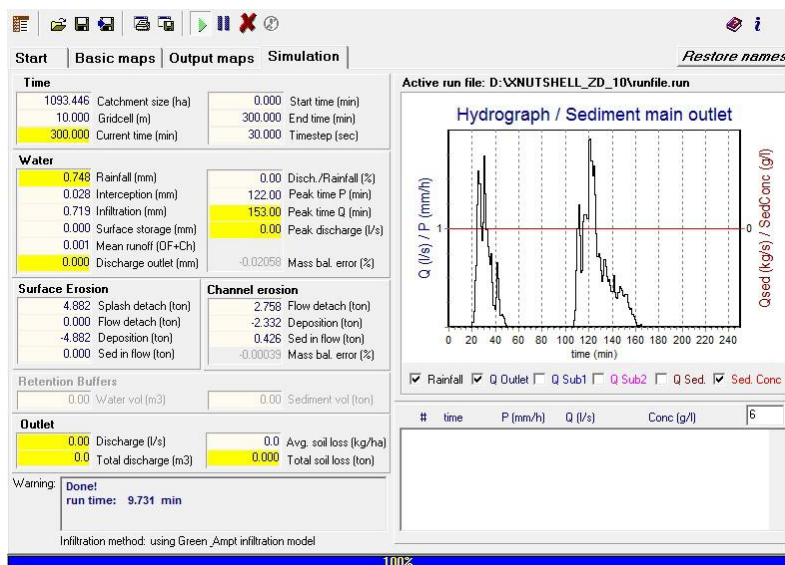 Start Basic maps Output maps Simulation Restore names
Time
1093.446 Catchment size (ha) 0.000 Start time (min)
10.000 Gridcell (m) 300.000 End time (min)
300.000 Current time (min) 30.000 Timestep (sec)
Water
0.748 Rainfall (mm) 0.00 Disch./Rainfall (%)
0.028 Interception (mm) 122.00 Peak time P (min)
0.719 Infiltration (mm) 153.00 Peak time Q (min)
0.000 Surface storage (mm) 0.00 Peak discharge (l/s)
0.001 Mean runoff (OF+Ch)
0.000 Discharge outlet (mm) -0.02058 Mass bal. error (%)
Surface Erosion Channel erosion
4.882 Splash detach (ton) 2.758 Flow detach (ton)
0.000 Flow detach (ton) -2.332 Deposition (ton)
-4.882 Deposition (ton) 0.426 Sed in flow (ton)
0.000 Sed in flow (ton) -0.00039 Mass bal. error (%)
Retention Buffers
0.00 Water vol (m3) 0.00 Sediment vol (ton)
Outlet
0.00 Discharge (l/s) 0.0 Avg. soil loss (kg/ha)
0.0 Total discharge (m3) 0.000 Total soil loss (ton)
Warning: Done!
run time: 9.731 min
Infiltration method: using Green_Ampt infiltration model
Active run file: D:\XNUTSHELL_ZD_10\runfile.run
Hydrograph / Sediment main outlet
Q (l/s) / P (mm/h)
1
0
Qsed (kg/s) / SedConc (g/l)
0 20 40 60 80 100 120 140 160 180 200 220 240
time (min)
Rainfall Q Outlet Q Sub1 Q Sub2 Q Sed. Sed. Conc
# time P (mm/h) Q (l/s) Conc (g/l) 6
100%